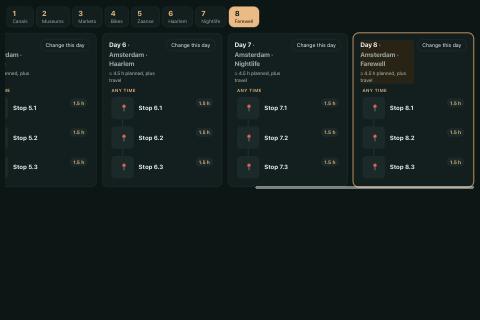 1 2 3 4 5 6 7 8
Canals Museums Markets Bikes Zaanse Haarlem Nightlife Farewell
Change this day
dam ·
planned, plus
Stop 5.1
1.5 h
Stop 5.2
1.5 h
Stop 5.3
1.5 h
Day 6 ·
Change this day
Amsterdam ·
Haarlem
≈ 4.5 h planned, plus
travel
ANY TIME
Stop 6.1
1.5 h
Stop 6.2
1.5 h
Stop 6.3
1.5 h
Day 7 ·
Change this day
Amsterdam ·
Nightlife
≈ 4.5 h planned, plus
travel
ANY TIME
Stop 7.1
1.5 h
Stop 7.2
1.5 h
Stop 7.3
1.5 h
Day 8 ·
Change this day
Amsterdam ·
Farewell
≈ 4.5 h planned, plus
travel
ANY TIME
Stop 8.1
1.5 h
Stop 8.2
1.5 h
Stop 8.3
1.5 h